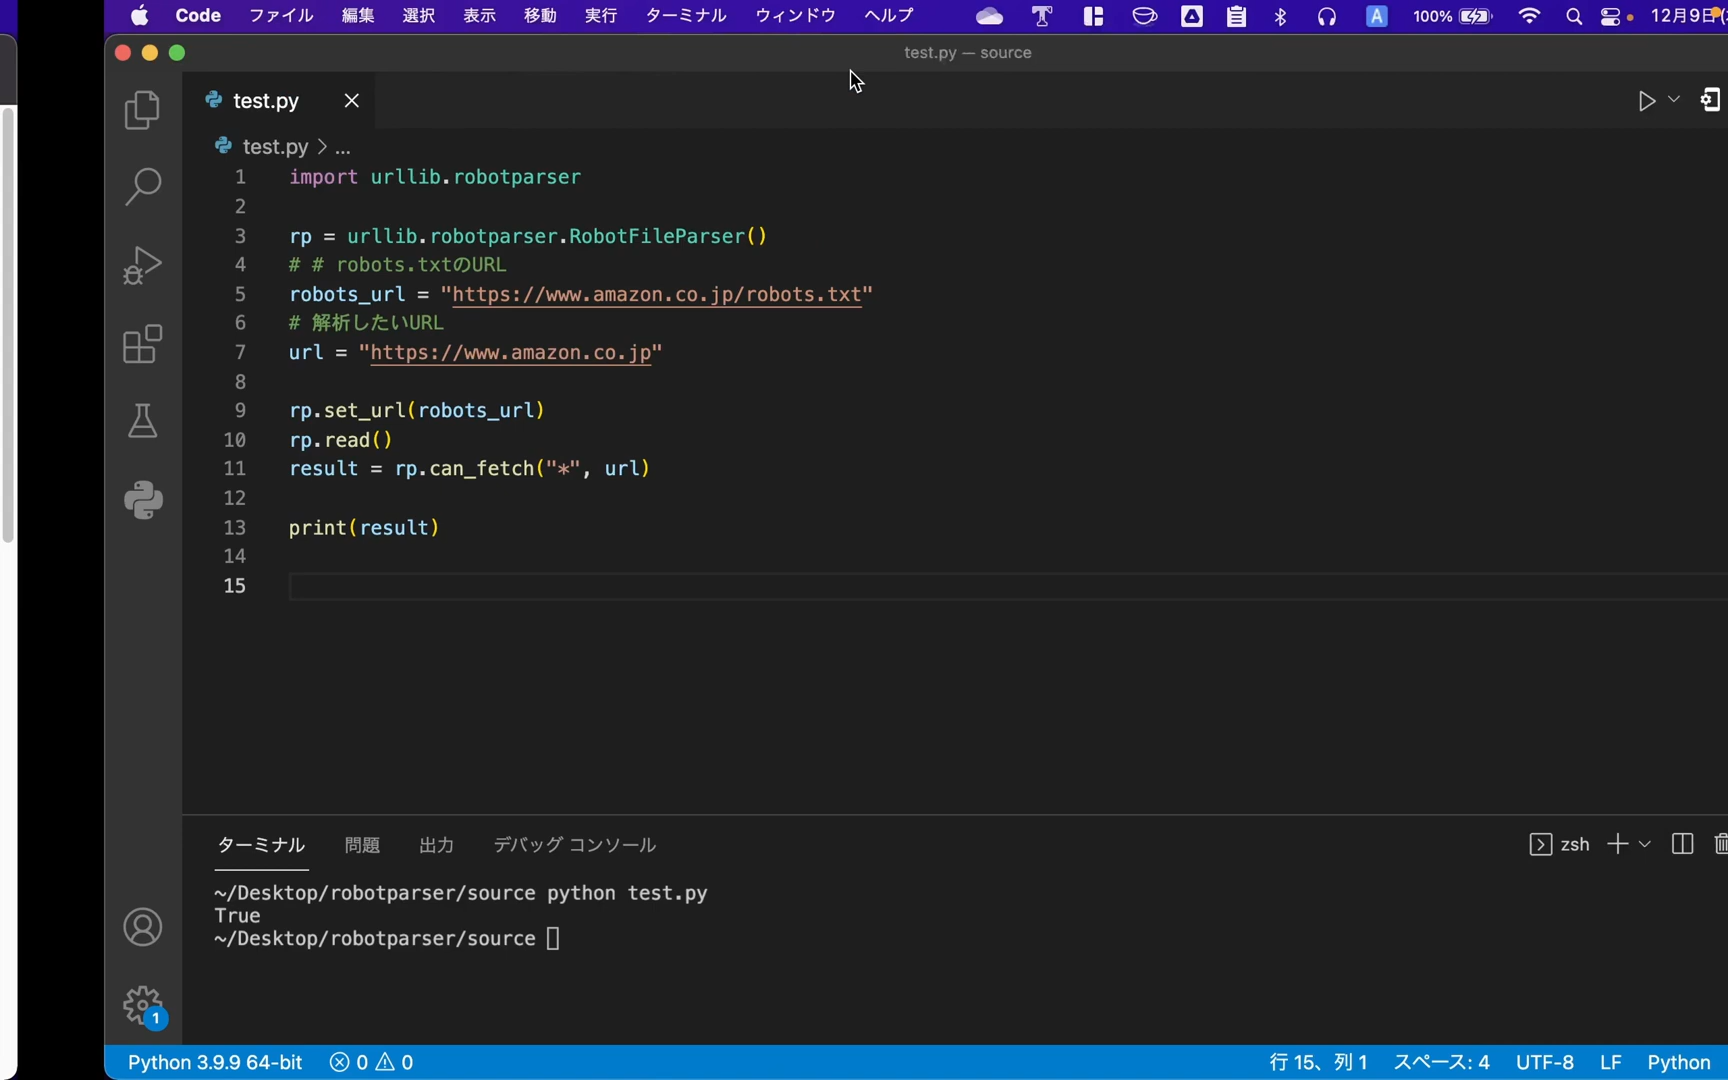 Code ファイル 編集 選択 表示 移動 実行 ターミナル ウィンドウ ヘルプ A 100% 12月9日
test.py — source
test.py
test.py > ...
1 import urllib.robotparser
2
3 rp = urllib.robotparser.RobotFileParser()
4 # # robots.txtのURL
5 robots_url = "https://www.amazon.co.jp/robots.txt"
6 # 解析したいURL
7 url = "https://www.amazon.co.jp"
8
9 rp.set_url(robots_url)
10 rp.read()
11 result = rp.can_fetch("*", url)
12
13 print(result)
14
15
ターミナル 問題 出力 デバッグ コンソール zsh
~/Desktop/robotparser/source python test.py
True
~/Desktop/robotparser/source
1
Python 3.9.9 64-bit 0 0 行 15、列 1 スペース: 4 UTF-8 LF Python